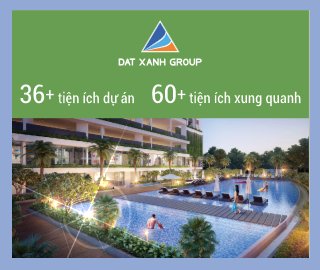 DAT XANH GROUP
36+ tiện ích dự án 60+ tiện ích xung quanh